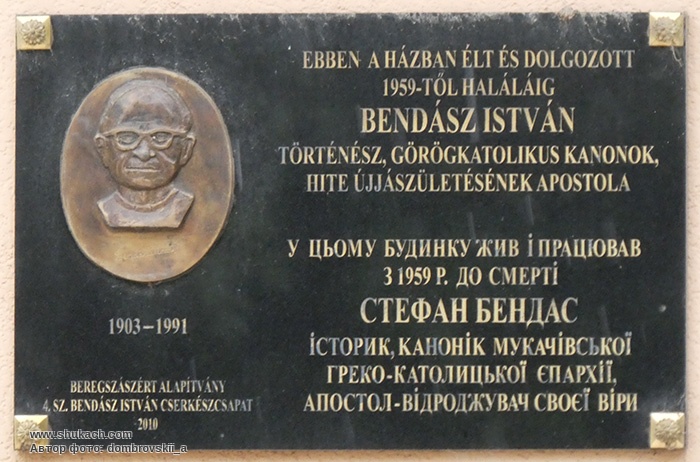 EBBEN A HÁZBAN ÉLT ÉS DOLGOZOTT
1959-TŐL HALÁLÁIG
BENDÁSZ ISTVÁN
TÖRTÉNÉSZ, GÖRÖGKATOLIKUS KANONOK,
HITE ÚJJÁSZÜLETÉSÉNEK APOSTOLA
У ЦЬОМУ БУДИНКУ ЖИВ І ПРАЦЮВАВ
З 1959 Р. ДО СМЕРТІ
СТЕФАН БЕНДАС
ІСТОРИК, КАНОНІК МУКАЧІВСЬКОЇ
ГРЕКО-КАТОЛИЦЬКОЇ ЄПАРХІЇ,
АПОСТОЛ-ВІДРОДЖУВАЧ СВОЄЇ ВІРИ
1903–1991
BEREGSZÁSZÉRT ALAPÍTVÁNY
4. SZ. BENDÁSZ ISTVÁN CSERKÉSZCSAPAT
2010
www.shukach.com
Автор фото: dombrovskii_a